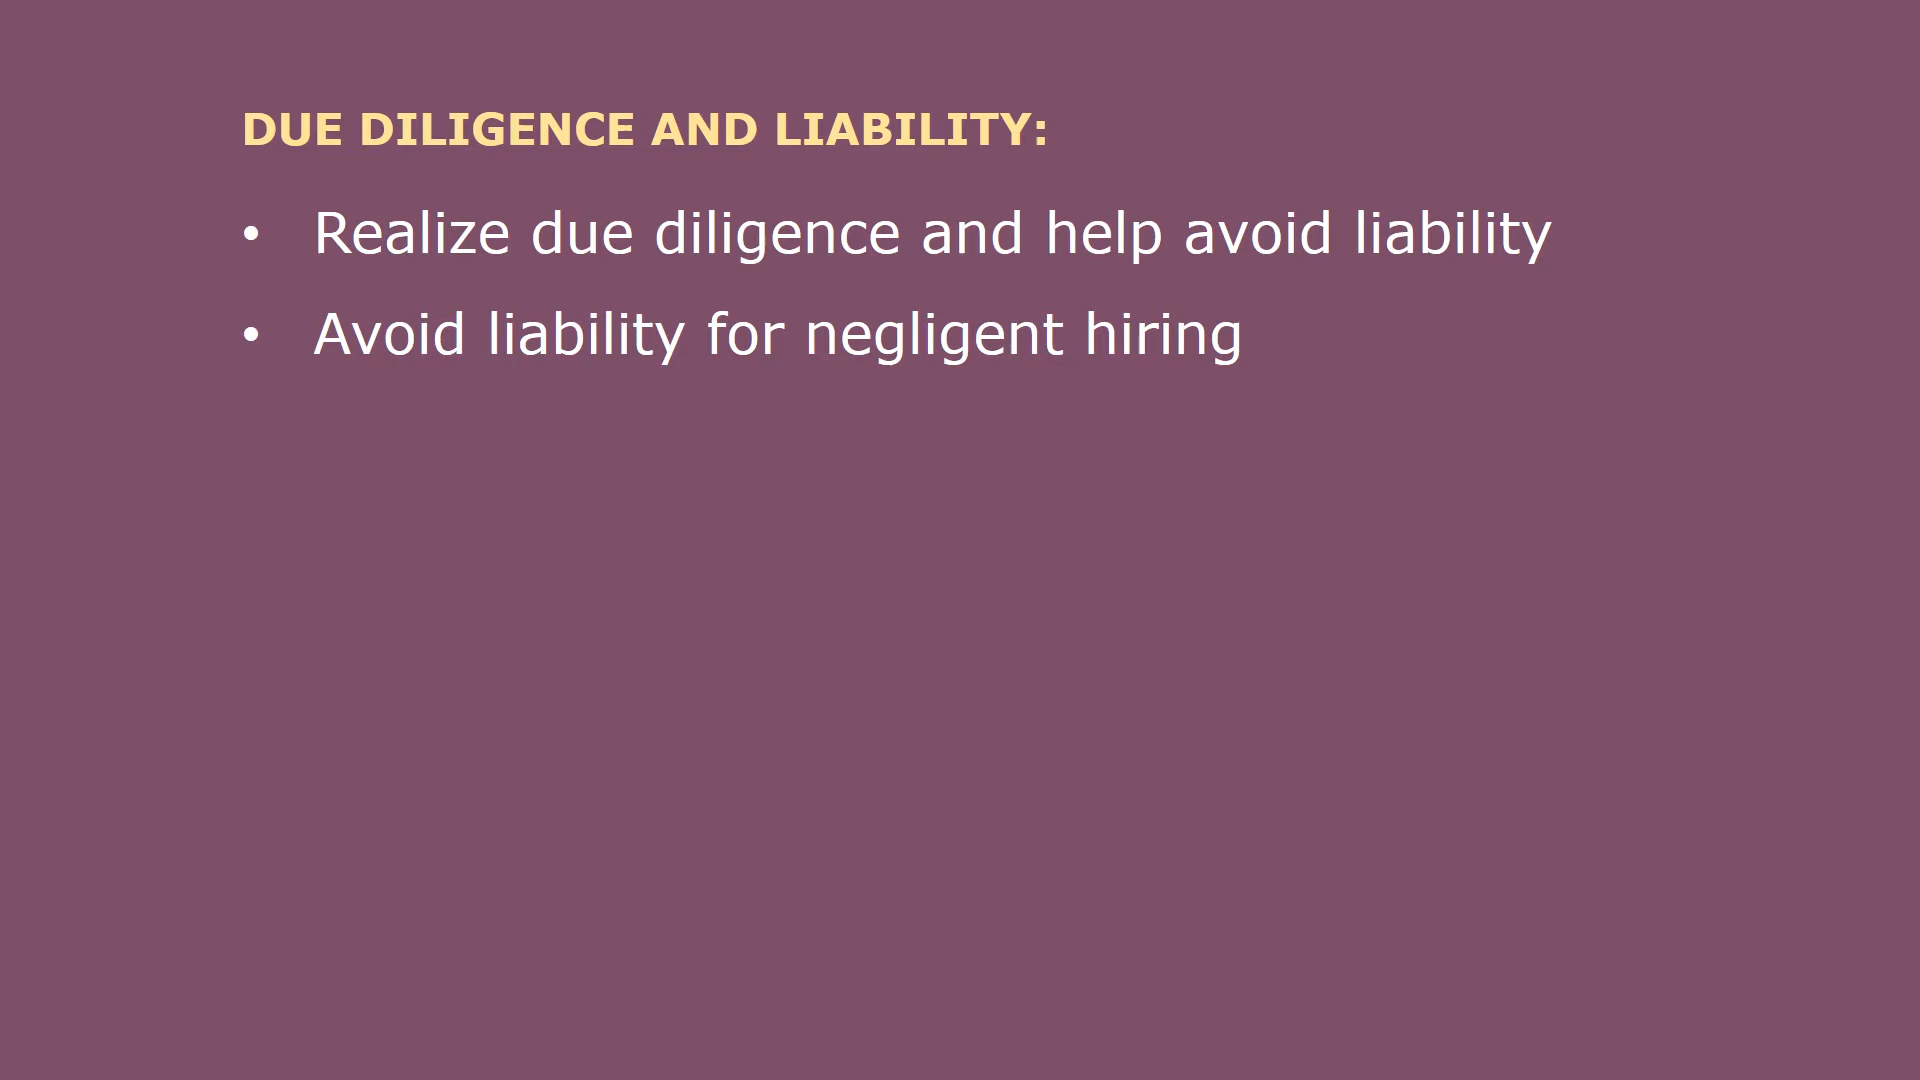 DUE DILIGENCE AND LIABILITY:
• Realize due diligence and help avoid liability
• Avoid liability for negligent hiring